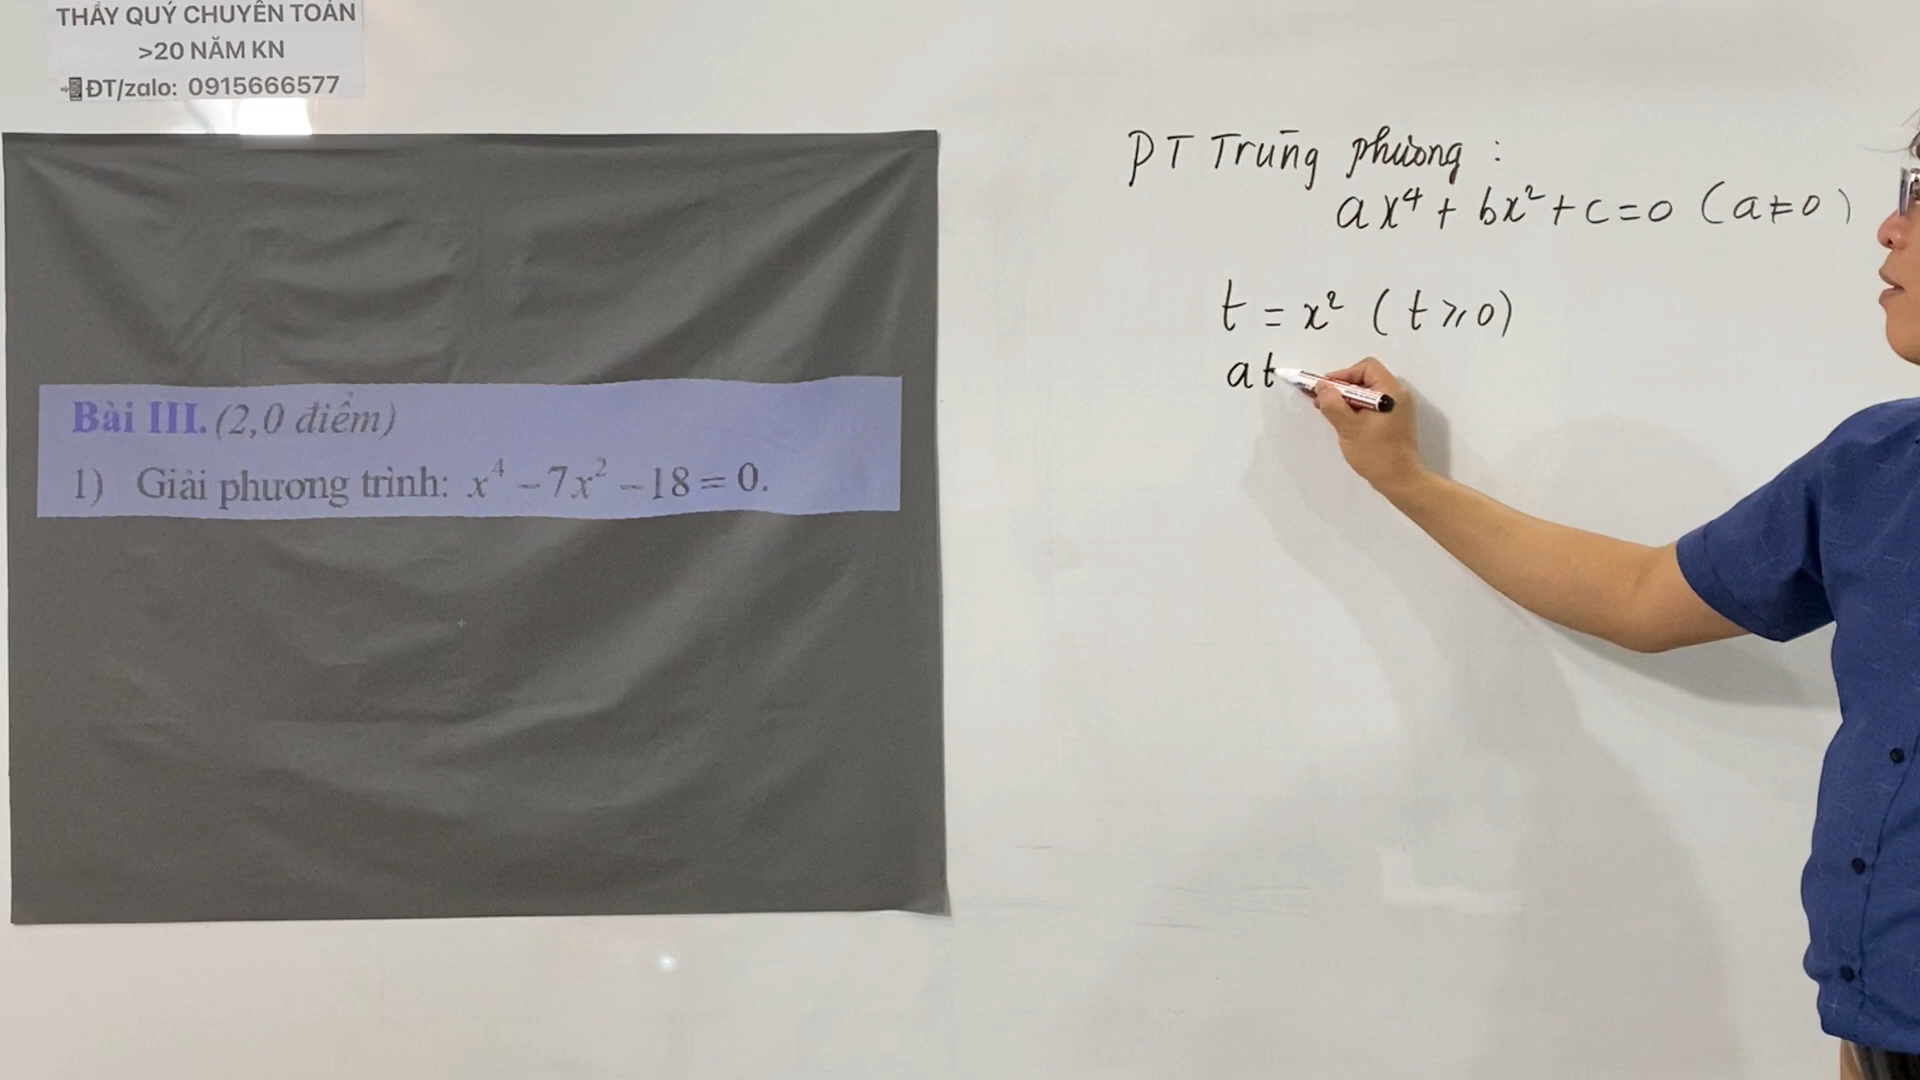 THẦY QUÝ CHUYÊN TOÁN
>20 NĂM KN
ĐT/zalo: 0915666577
Bài III. (2,0 điểm)
1) Giải phương trình: x⁴ − 7x² − 18 = 0.
PT Trùng phương :
ax⁴ + bx² + c = 0 (a ≠ 0)
t = x² (t ⩾ 0)
at